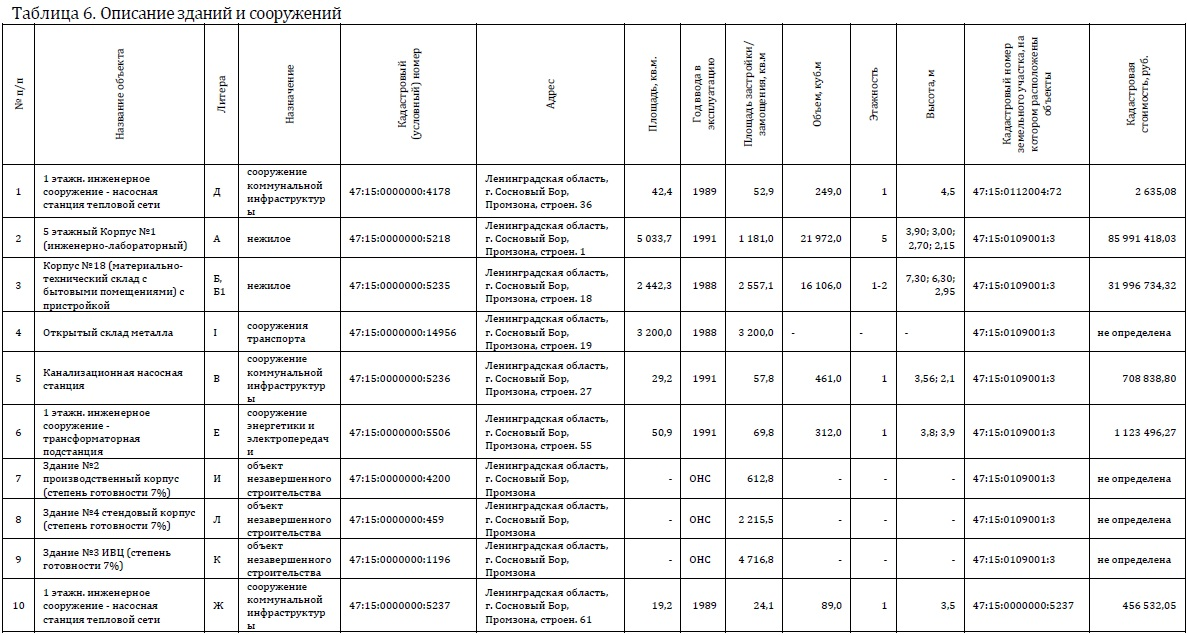 Таблица 6. Описание зданий и сооружений
№ п/п | Название объекта | Литера | Назначение | Кадастровый (условный) номер | Адрес | Площадь, кв.м. | Год ввода в эксплуатацию | Площадь застройки/ замощения, кв.м | Объем, куб.м | Этажность | Высота, м | Кадастровый номер земельного участка, на котором расположены объекты | Кадастровая стоимость, руб.
1 | 1 этажн. инженерное сооружение - насосная станция тепловой сети | Д | сооружение коммунальной инфраструктур ы | 47:15:0000000:4178 | Ленинградская область, г. Сосновый Бор, Промзона, строен. 36 | 42,4 | 1989 | 52,9 | 249,0 | 1 | 4,5 | 47:15:0112004:72 | 2 635,08
2 | 5 этажный Корпус №1 (инженерно-лабораторный) | А | нежилое | 47:15:0000000:5218 | Ленинградская область, г. Сосновый Бор, Промзона, строен. 1 | 5 033,7 | 1991 | 1 181,0 | 21 972,0 | 5 | 3,90; 3,00; 2,70; 2,15 | 47:15:0109001:3 | 85 991 418,03
3 | Корпус №18 (материально-технический склад с бытовыми помещениями) с пристройкой | Б, Б1 | нежилое | 47:15:0000000:5235 | Ленинградская область, г. Сосновый Бор, Промзона, строен. 18 | 2 442,3 | 1988 | 2 557,1 | 16 106,0 | 1-2 | 7,30; 6,30; 2,95 | 47:15:0109001:3 | 31 996 734,32
4 | Открытый склад металла | I | сооружения транспорта | 47:15:0000000:14956 | Ленинградская область, г. Сосновый Бор, Промзона, строен. 19 | 3 200,0 | 1988 | 3 200,0 | - | - | - | 47:15:0109001:3 | не определена
5 | Канализационная насосная станция | В | сооружение коммунальной инфраструктур ы | 47:15:0000000:5236 | Ленинградская область, г. Сосновый Бор, Промзона, строен. 27 | 29,2 | 1991 | 57,8 | 461,0 | 1 | 3,56; 2,1 | 47:15:0109001:3 | 708 838,80
6 | 1 этажн. инженерное сооружение - трансформаторная подстанция | Е | сооружение энергетики и электропередач и | 47:15:0000000:5506 | Ленинградская область, г. Сосновый Бор, Промзона, строен. 55 | 50,9 | 1991 | 69,8 | 312,0 | 1 | 3,8; 3,9 | 47:15:0109001:3 | 1 123 496,27
7 | Здание №2 производственный корпус (степень готовности 7%) | И | объект незавершенного строительства | 47:15:0000000:4200 | Ленинградская область, г. Сосновый Бор, Промзона | - | ОНС | 612,8 | - | - | - | 47:15:0109001:3 | не определена
8 | Здание №4 стендовый корпус (степень готовности 7%) | Л | объект незавершенного строительства | 47:15:0000000:459 | Ленинградская область, г. Сосновый Бор, Промзона | - | ОНС | 2 215,5 | - | - | - | 47:15:0109001:3 | не определена
9 | Здание №3 ИВЦ (степень готовности 7%) | К | объект незавершенного строительства | 47:15:0000000:1196 | Ленинградская область, г. Сосновый Бор, Промзона | - | ОНС | 4 716,8 | - | - | - | 47:15:0109001:3 | не определена
10 | 1 этажн. инженерное сооружение - насосная станция тепловой сети | Ж | сооружение коммунальной инфраструктур ы | 47:15:0000000:5237 | Ленинградская область, г. Сосновый Бор, Промзона, строен. 61 | 19,2 | 1989 | 24,1 | 89,0 | 1 | 3,5 | 47:15:0000000:5237 | 456 532,05